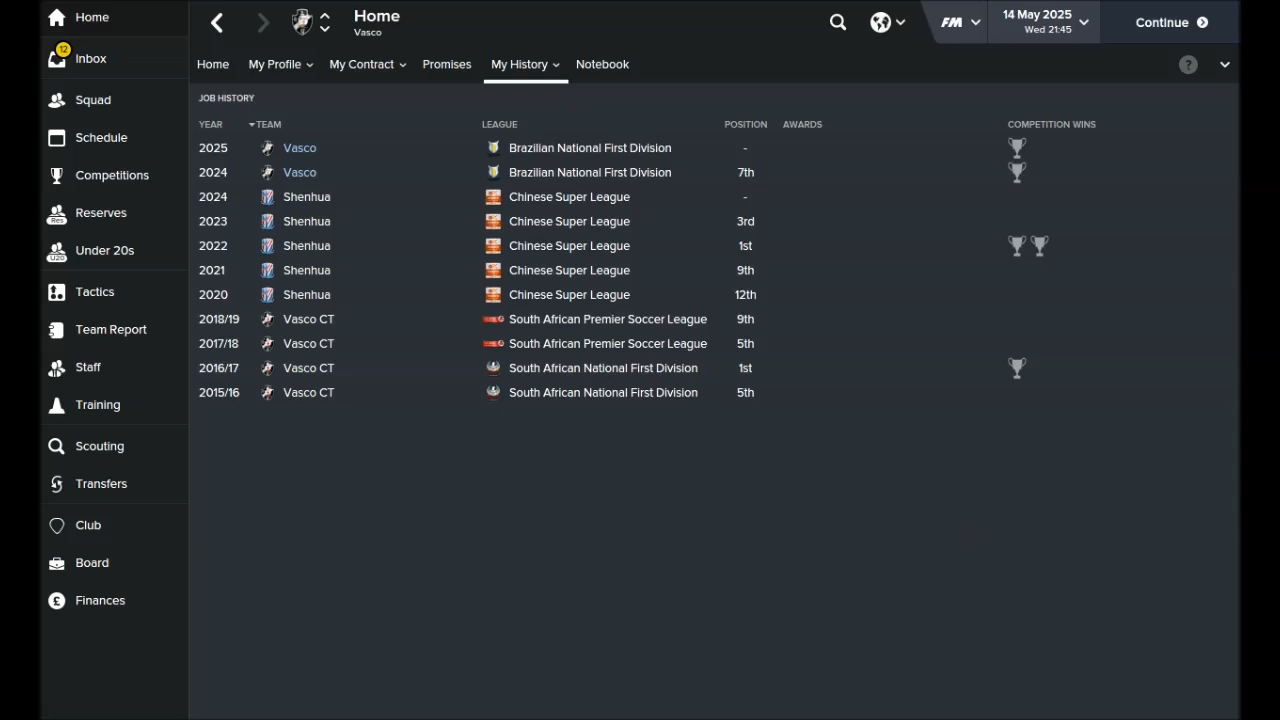 Home
12
Inbox
Squad
Schedule
Competitions
Res
Reserves
U20
Under 20s
Tactics
Team Report
Staff
Training
Scouting
Transfers
Club
Board
£ Finances
Home
Vasco
FM
14 May 2025
Wed 21:45
Continue
Home My Profile My Contract Promises My History Notebook ?
JOB HISTORY
YEAR TEAM LEAGUE POSITION AWARDS COMPETITION WINS
2025 Vasco Brazilian National First Division -
2024 Vasco Brazilian National First Division 7th
2024 Shenhua Chinese Super League -
2023 Shenhua Chinese Super League 3rd
2022 Shenhua Chinese Super League 1st
2021 Shenhua Chinese Super League 9th
2020 Shenhua Chinese Super League 12th
2018/19 Vasco CT South African Premier Soccer League 9th
2017/18 Vasco CT South African Premier Soccer League 5th
2016/17 Vasco CT South African National First Division 1st
2015/16 Vasco CT South African National First Division 5th